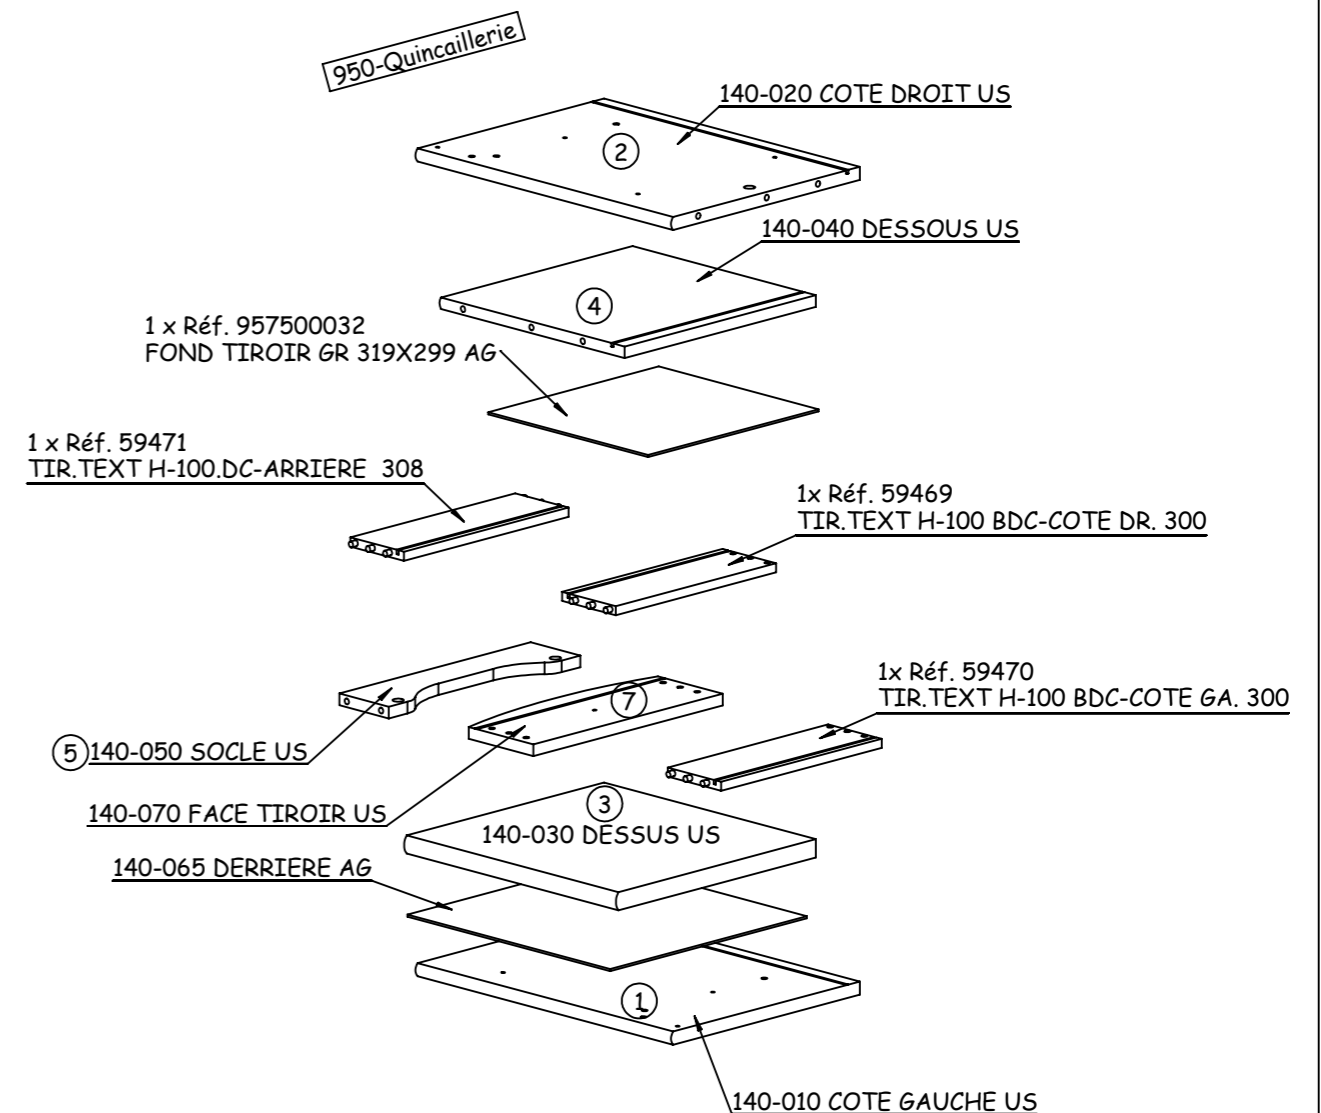 950-Quincaillerie
140-020 COTE DROIT US
2
140-040 DESSOUS US
4
1 x Réf. 957500032
FOND TIROIR GR 319X299 AG
1 x Réf. 59471
TIR.TEXT H-100.DC-ARRIERE 308
1x Réf. 59469
TIR.TEXT H-100 BDC-COTE DR. 300
1x Réf. 59470
TIR.TEXT H-100 BDC-COTE GA. 300
7
5 140-050 SOCLE US
140-070 FACE TIROIR US
3
140-030 DESSUS US
140-065 DERRIERE AG
1
140-010 COTE GAUCHE US